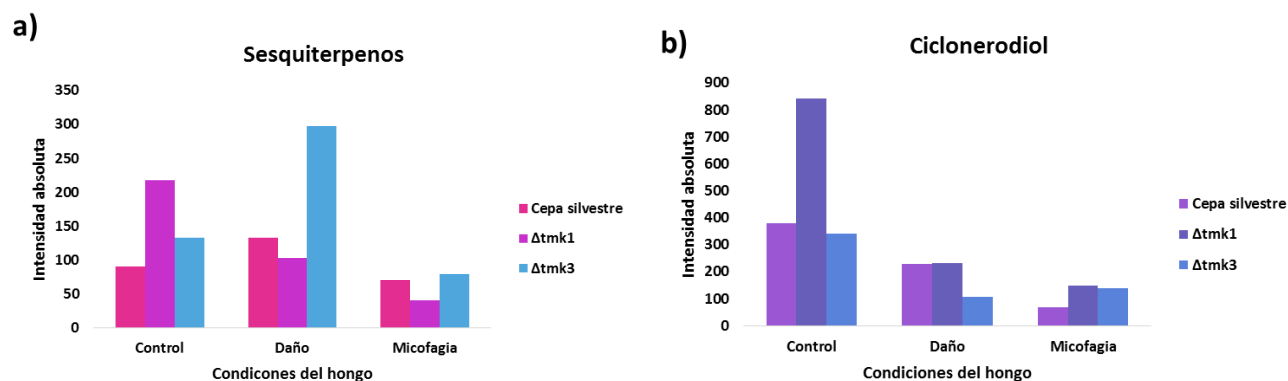 a)
Sesquiterpenos
Intensidad absoluta
350
300
250
200
150
100
50
0
Control
Daño
Micofagia
Condicones del hongo
Cepa silvestre
Δtmk1
Δtmk3
b)
Ciclonerodiol
Intensidad absoluta
900
800
700
600
500
400
300
200
100
0
Control
Daño
Micofagia
Condiciones del hongo
Cepa silvestre
Δtmk1
Δtmk3